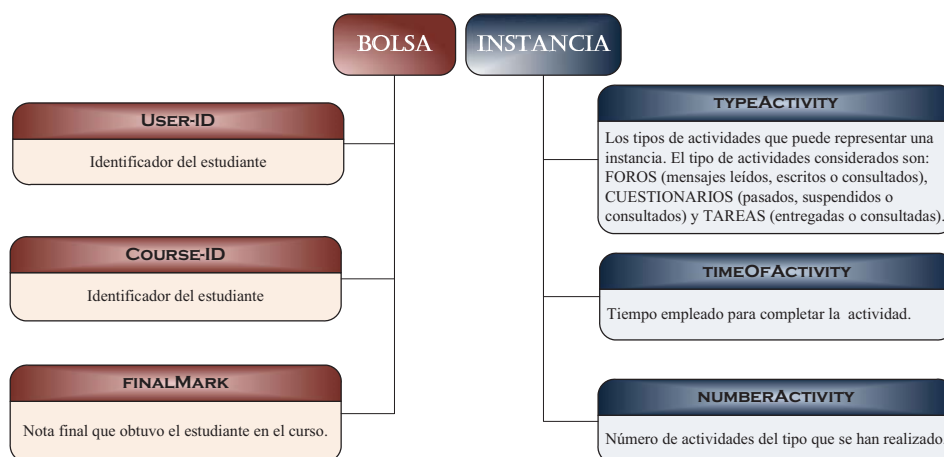 BOLSA
INSTANCIA
USER-ID
Identificador del estudiante
COURSE-ID
Identificador del estudiante
FINALMARK
Nota final que obtuvo el estudiante en el curso.
TYPEACTIVITY
Los tipos de actividades que puede representar una
instancia. El tipo de actividades considerados son:
FOROS (mensajes leídos, escritos o consultados),
CUESTIONARIOS (pasados, suspendidos o
consultados) y TAREAS (entregadas o consultadas).
TIMEOFACTIVITY
Tiempo empleado para completar la actividad.
NUMBERACTIVITY
Número de actividades del tipo que se han realizado.